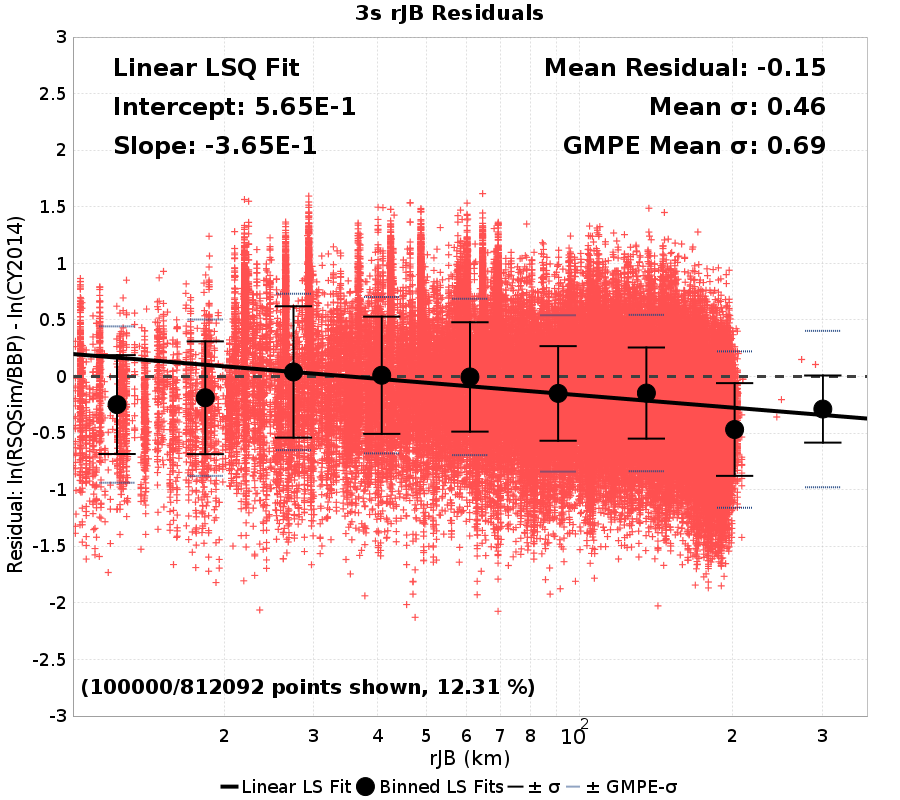 3s rJB Residuals
Linear LSQ Fit
Intercept: 5.65E-1
Slope: -3.65E-1
Mean Residual: -0.15
Mean σ: 0.46
GMPE Mean σ: 0.69
Residual: ln(RSQSim/BBP) - ln(CY2014)
3
2.5
2
1.5
1
0.5
0
-0.5
-1
-1.5
-2
-2.5
-3
(100000/812092 points shown, 12.31 %)
2 3 4 5 6 7 8 10² 2 3
rJB (km)
Linear LS Fit Binned LS Fits ± σ ± GMPE-σ